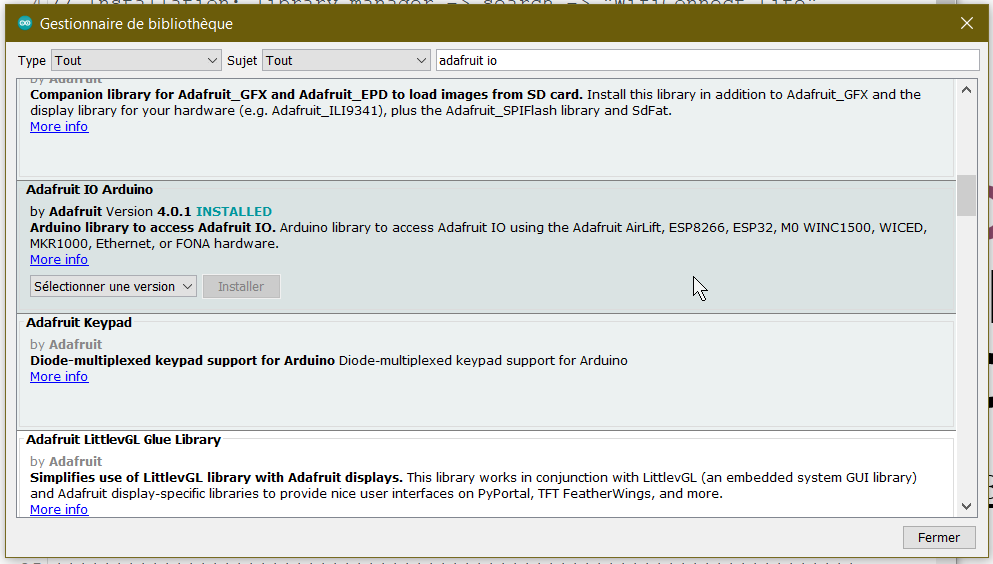 // Installation: library manager -> search -> "WifiConnect Lite"
Gestionnaire de bibliothèque
Type Tout Sujet Tout adafruit io
by Adafruit
Companion library for Adafruit_GFX and Adafruit_EPD to load images from SD card. Install this library in addition to Adafruit_GFX and the
display library for your hardware (e.g. Adafruit_ILI9341), plus the Adafruit_SPIFlash library and SdFat.
More info
Adafruit IO Arduino
by Adafruit Version 4.0.1 INSTALLED
Arduino library to access Adafruit IO. Arduino library to access Adafruit IO using the Adafruit AirLift, ESP8266, ESP32, M0 WINC1500, WICED,
MKR1000, Ethernet, or FONA hardware.
More info
Sélectionner une version Installer
Adafruit Keypad
by Adafruit
Diode-multiplexed keypad support for Arduino Diode-multiplexed keypad support for Arduino
More info
Adafruit LittlevGL Glue Library
by Adafruit
Simplifies use of LittlevGL library with Adafruit displays. This library works in conjunction with LittlevGL (an embedded system GUI library)
and Adafruit display-specific libraries to provide nice user interfaces on PyPortal, TFT FeatherWings, and more.
More info
Fermer